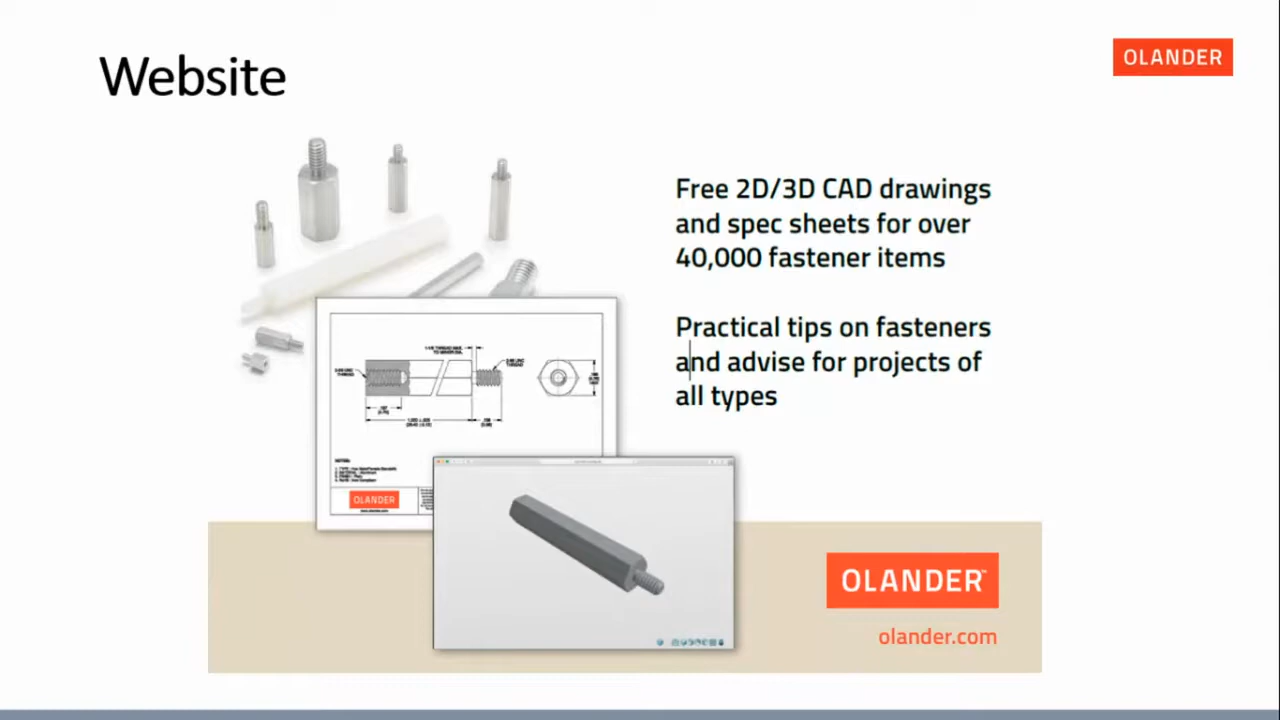 Website
OLANDER
Free 2D/3D CAD drawings
and spec sheets for over
40,000 fastener items
Practical tips on fasteners
and advise for projects of
all types
OLANDER
OLANDER™
olander.com